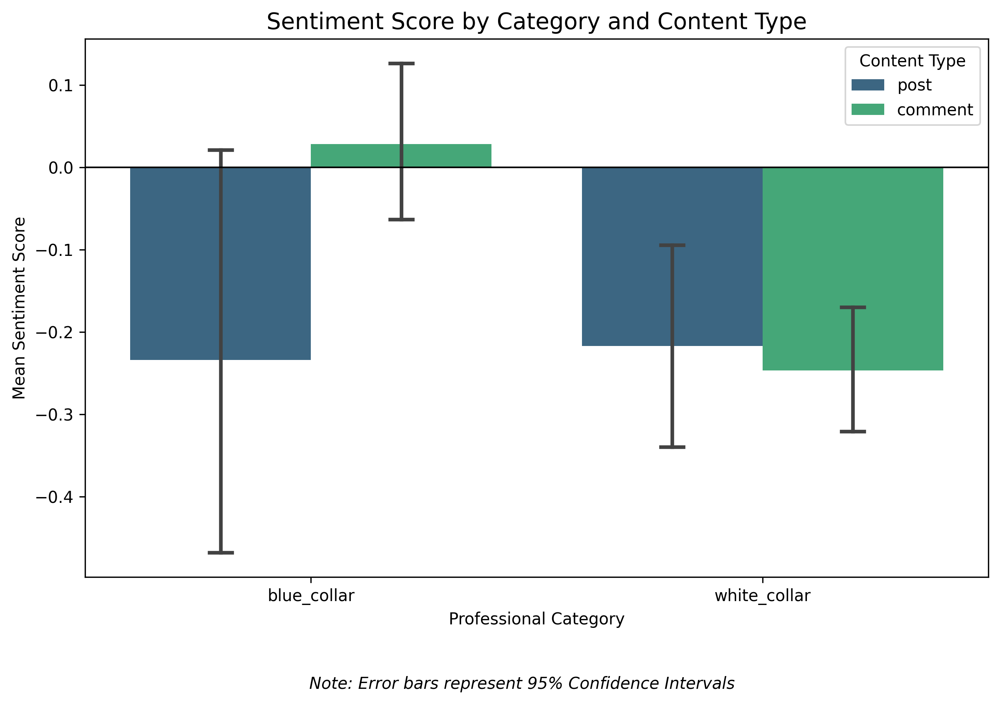 Sentiment Score by Category and Content Type
Content Type
post
comment
0.1
0.0
−0.1
−0.2
−0.3
−0.4
Mean Sentiment Score
blue_collar
white_collar
Professional Category
Note: Error bars represent 95% Confidence Intervals